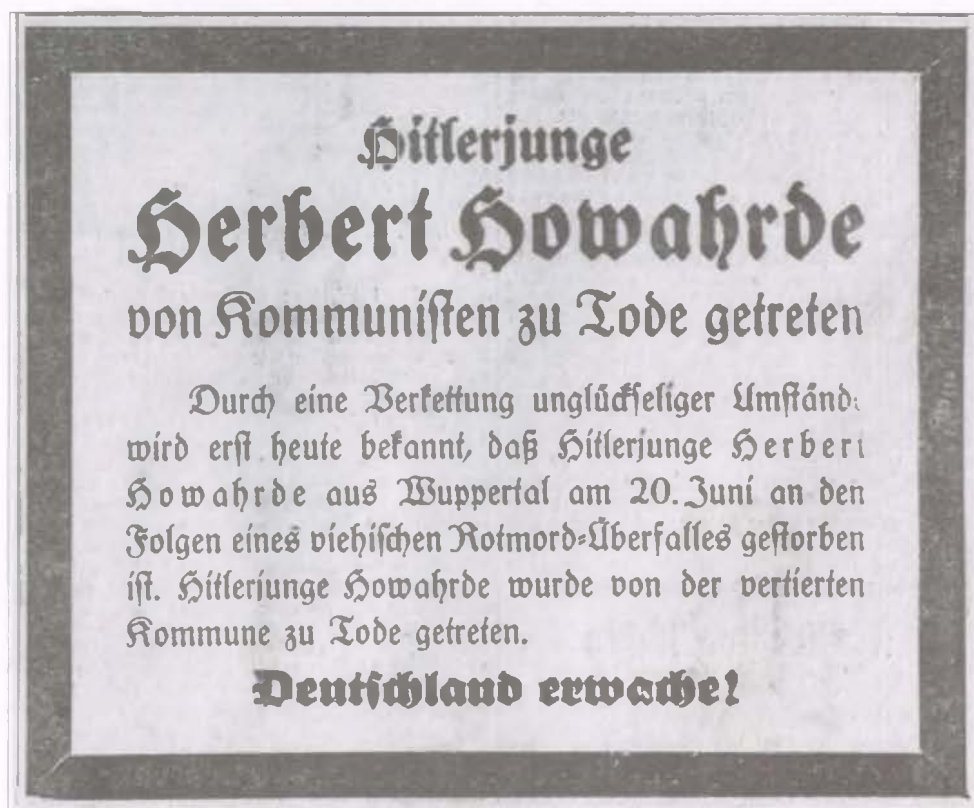 Hitlerjunge
Herbert Howahrde
von Kommunisten zu Tode getreten
Durch eine Verkettung unglückseliger Umstände
wird erst heute bekannt, daß Hitlerjunge Herbert
Howahrde aus Wuppertal am 20. Juni an den
Folgen eines viehischen Rotmord-Überfalles gestorben
ist. Hitlerjunge Howahrde wurde von der vertierten
Kommune zu Tode getreten.
Deutschland erwache!